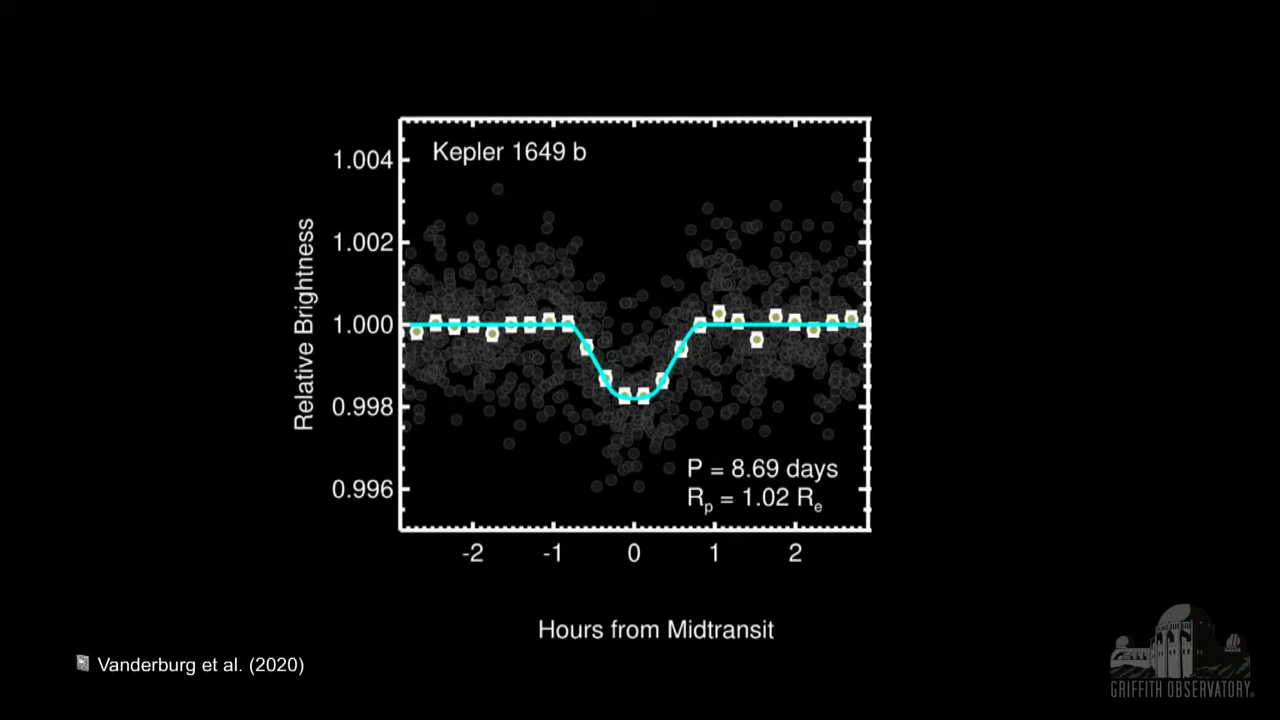 Kepler 1649 b
1.004
1.002
1.000
0.998
0.996
Relative Brightness
P = 8.69 days
Rp = 1.02 Re
-2 -1 0 1 2
Hours from Midtransit
Vanderburg et al. (2020)
GRIFFITH OBSERVATORY